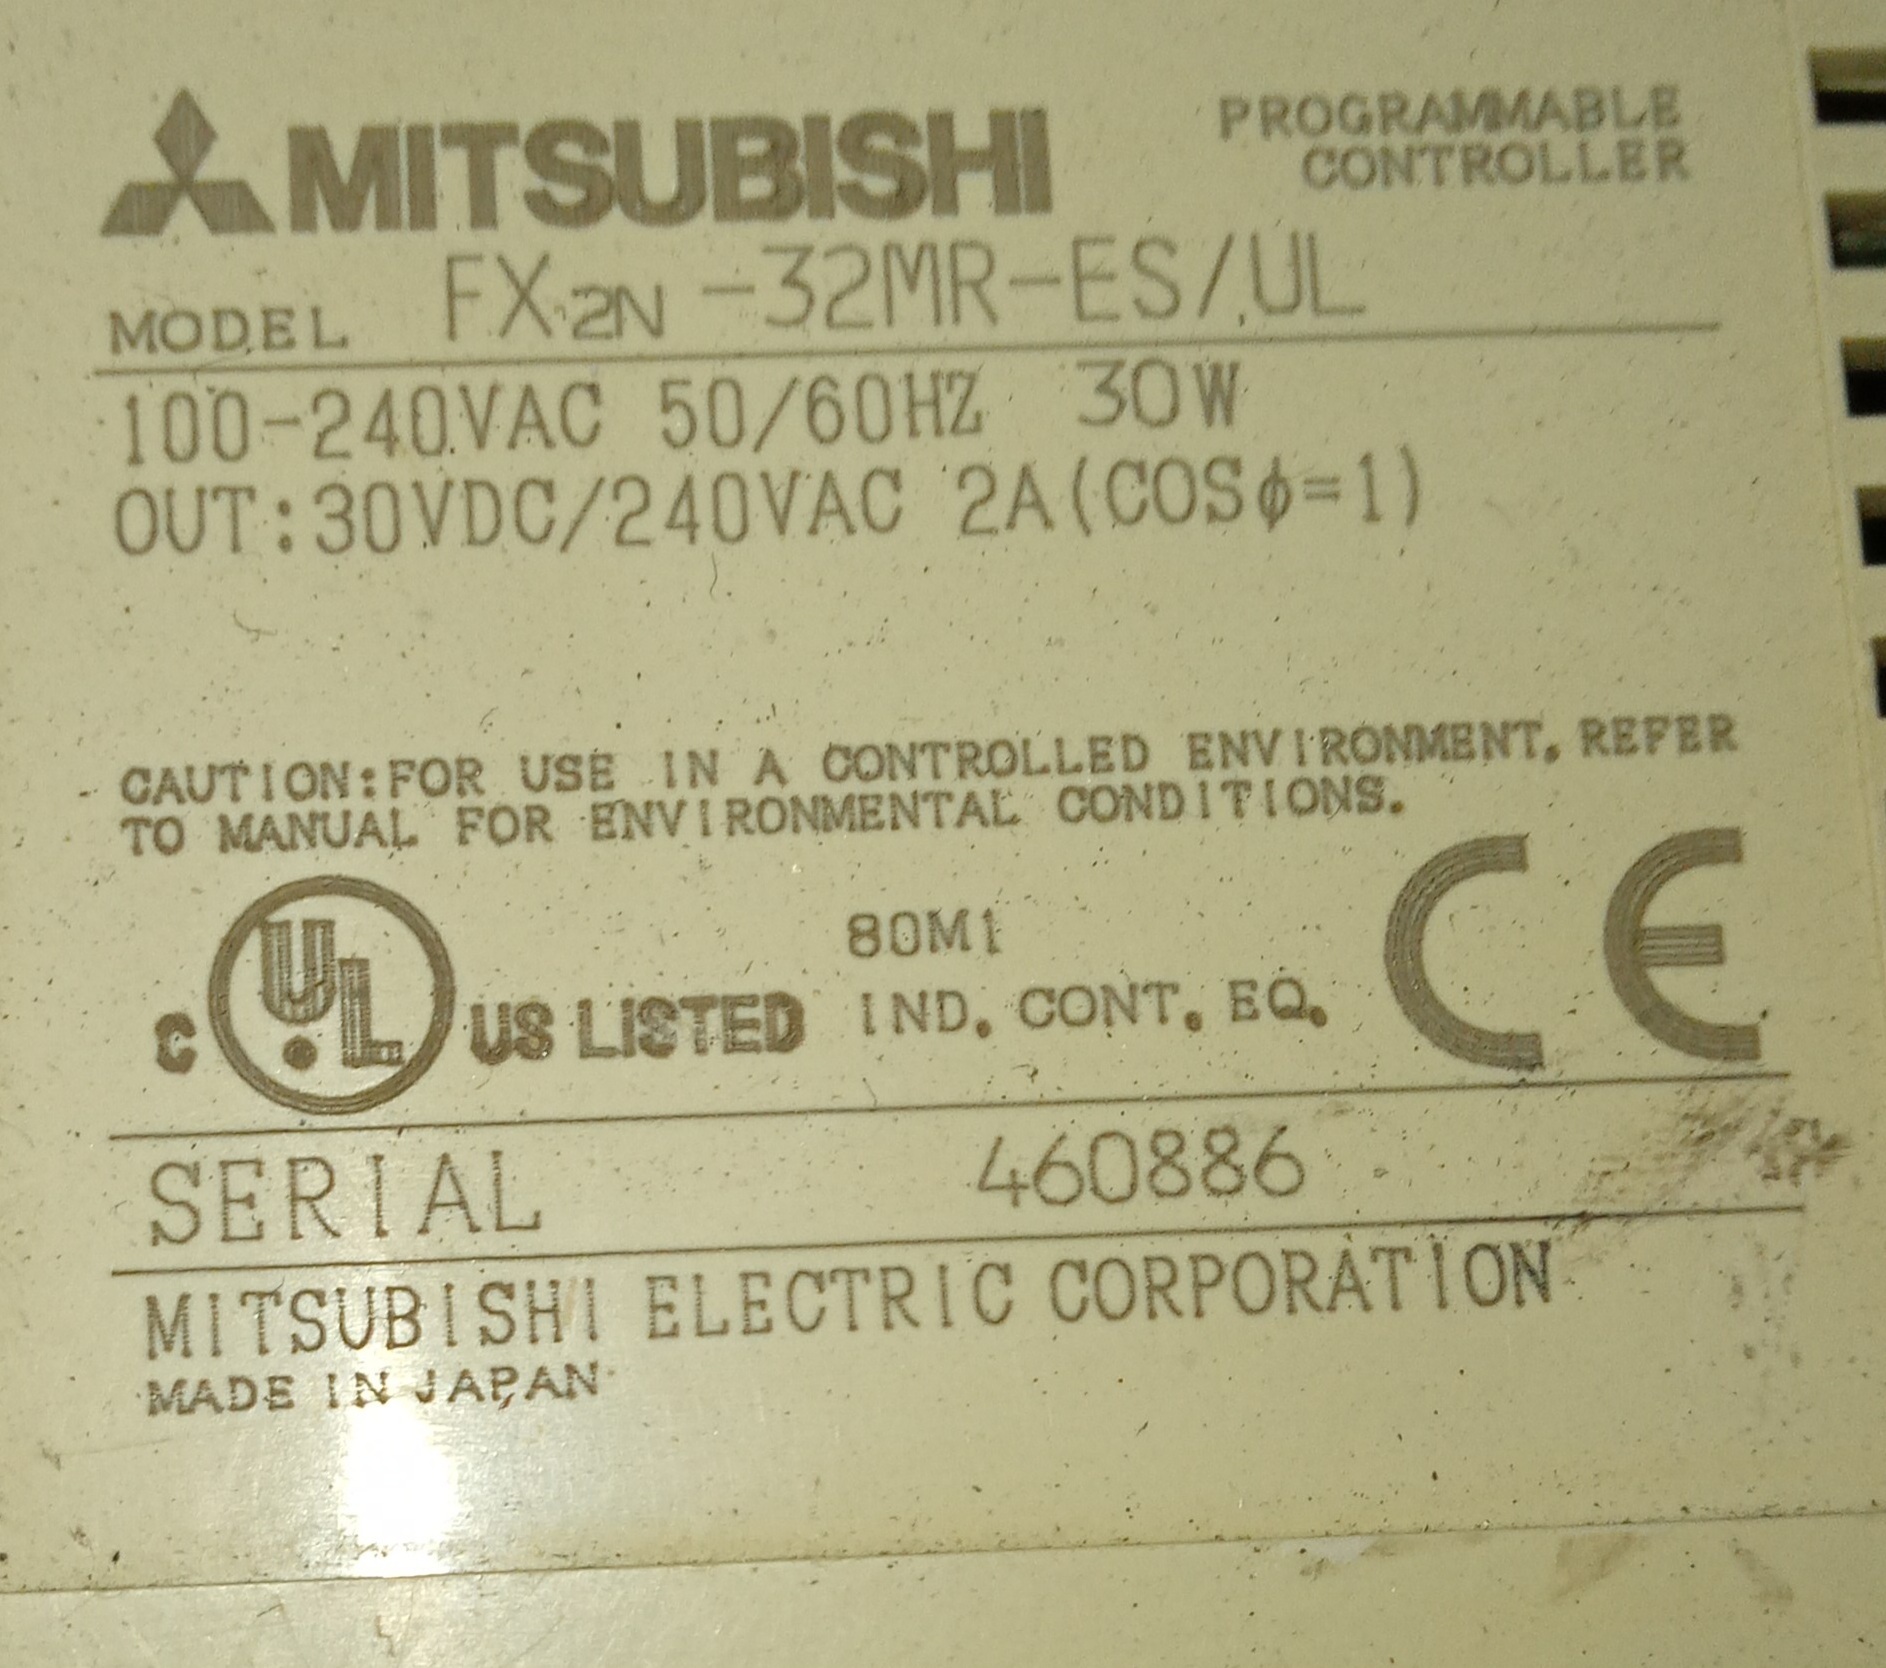 MITSUBISHI
PROGRAMMABLE
CONTROLLER
MODEL FX2N-32MR-ES/UL
100-240VAC 50/60HZ 30W
OUT:30VDC/240VAC 2A(COSϕ=1)
CAUTION:FOR USE IN A CONTROLLED ENVIRONMENT. REFER
TO MANUAL FOR ENVIRONMENTAL CONDITIONS.
80M1
C UL US LISTED IND. CONT. EQ.
CE
SERIAL 460886
MITSUBISHI ELECTRIC CORPORATION
MADE IN JAPAN